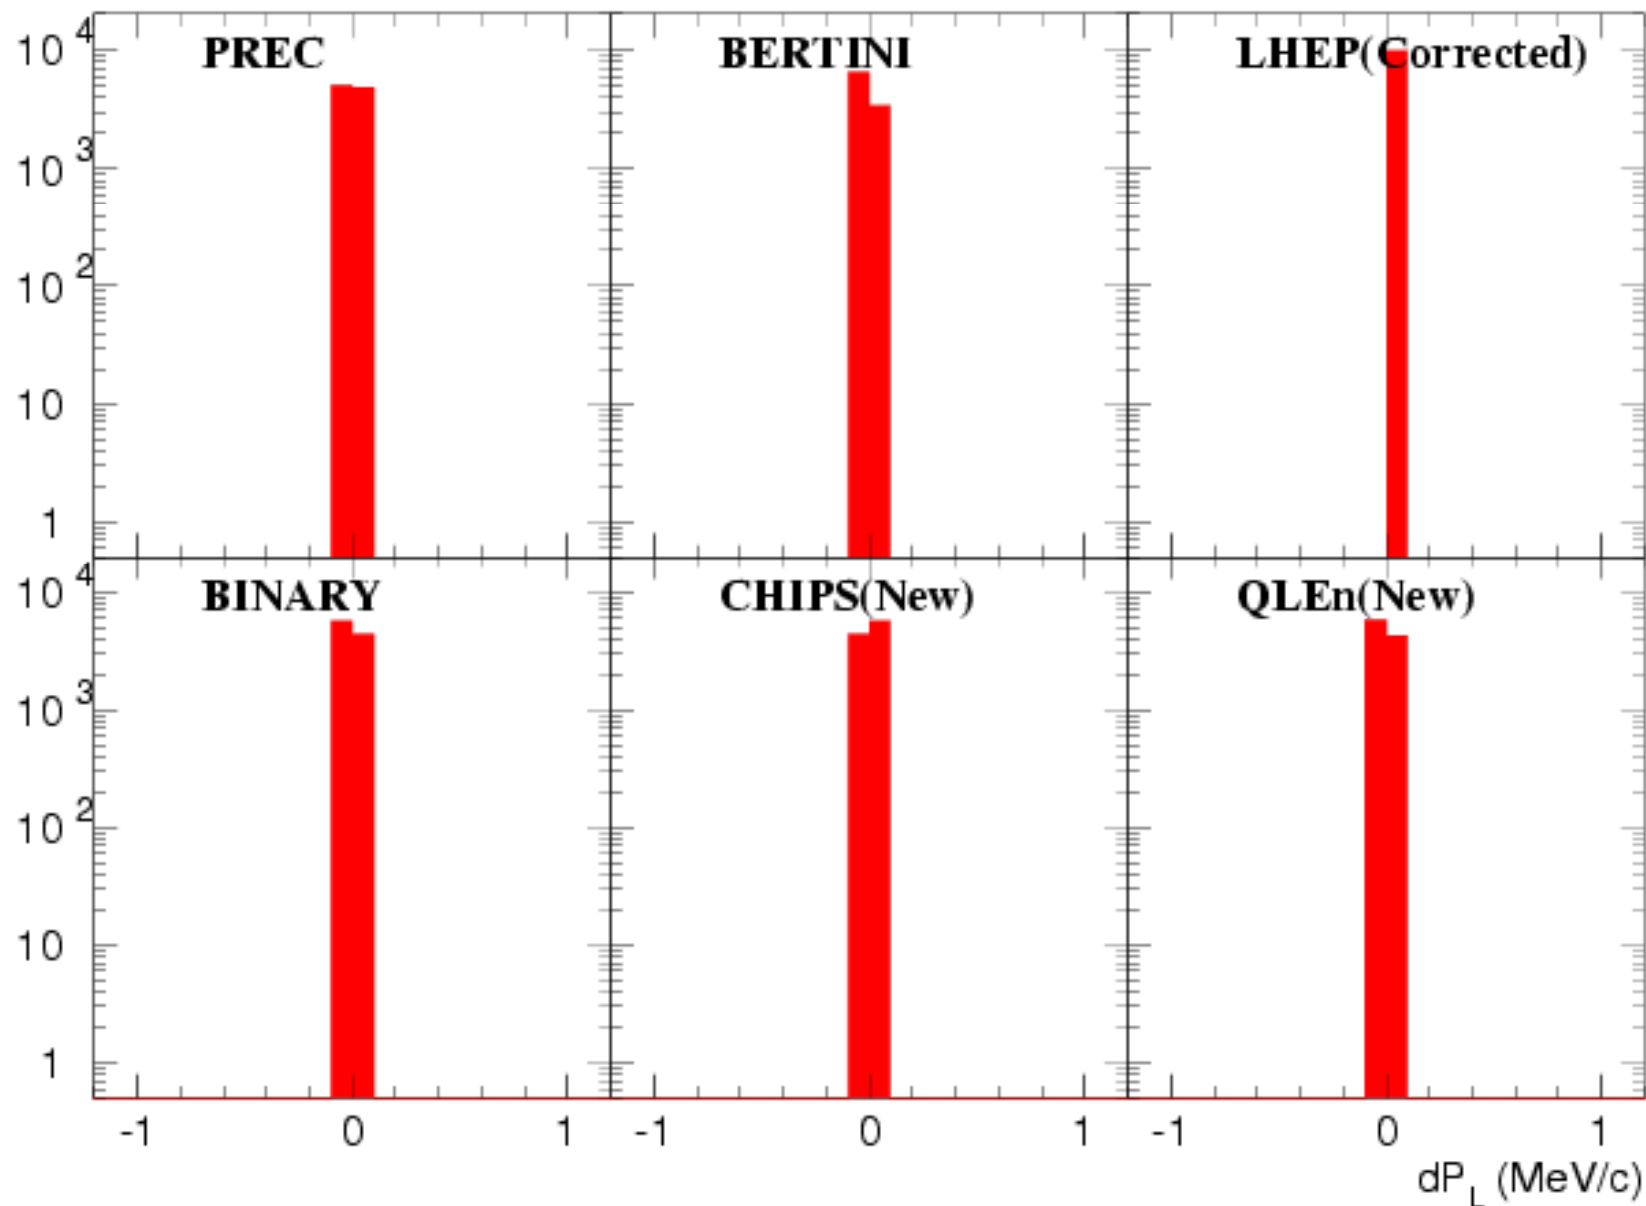 PREC BERTINI LHEP(Corrected)
10 4
10 3
10 2
10
1
BINARY CHIPS(New) QLEn(New)
10 4
10 3
10 2
10
1
-1 0 1 -1 0 1 -1 0 1
dP L (MeV/c)